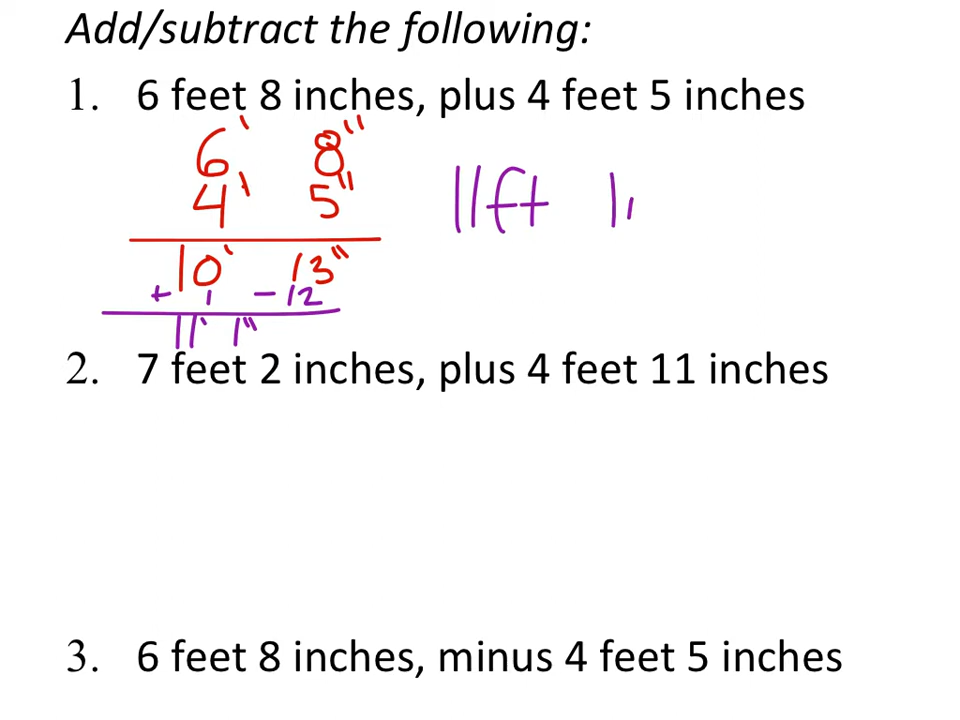 Add/subtract the following:
1. 6 feet 8 inches, plus 4 feet 5 inches
6' 8"
4' 5"
11ft 1
10' 13"
+ 1 - 12
11' 1"
2. 7 feet 2 inches, plus 4 feet 11 inches
3. 6 feet 8 inches, minus 4 feet 5 inches